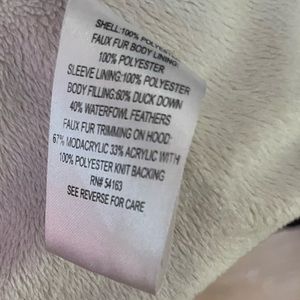 SHELL:100% POLYESTER
FAUX FUR BODY LINING:
100% POLYESTER
SLEEVE LINING:100% POLYESTER
BODY FILLING:60% DUCK DOWN
40% WATERFOWL FEATHERS
FAUX FUR TRIMMING ON HOOD:
67% MODACRYLIC 33% ACRYLIC WITH
100% POLYESTER KNIT BACKING
RN# 54163
SEE REVERSE FOR CARE